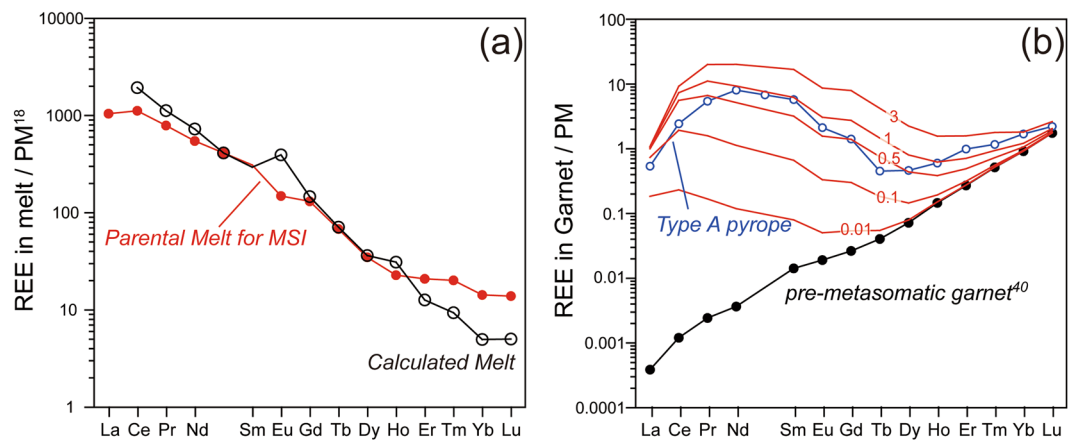 (a)
10000
1000
100
10
1
REE in melt / PM18
Parental Melt for MSI
Calculated Melt
La Ce Pr Nd Sm Eu Gd Tb Dy Ho Er Tm Yb Lu
(b)
100
10
1
0.1
0.01
0.001
0.0001
REE in Garnet / PM
3
1
0.5
0.1
0.01
Type A pyrope
pre-metasomatic garnet40
La Ce Pr Nd Sm Eu Gd Tb Dy Ho Er Tm Yb Lu